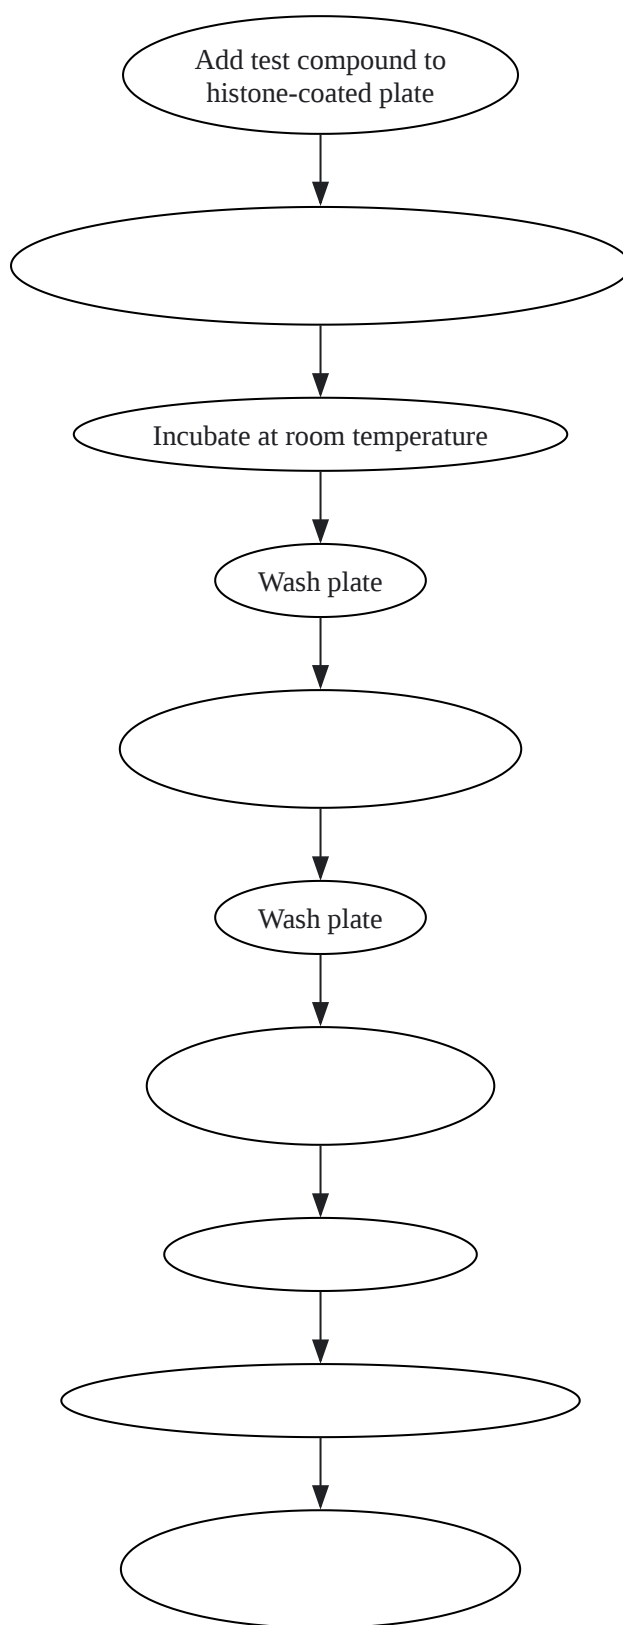 Add test compound to
histone-coated plate
Incubate at room temperature
Wash plate
Wash plate